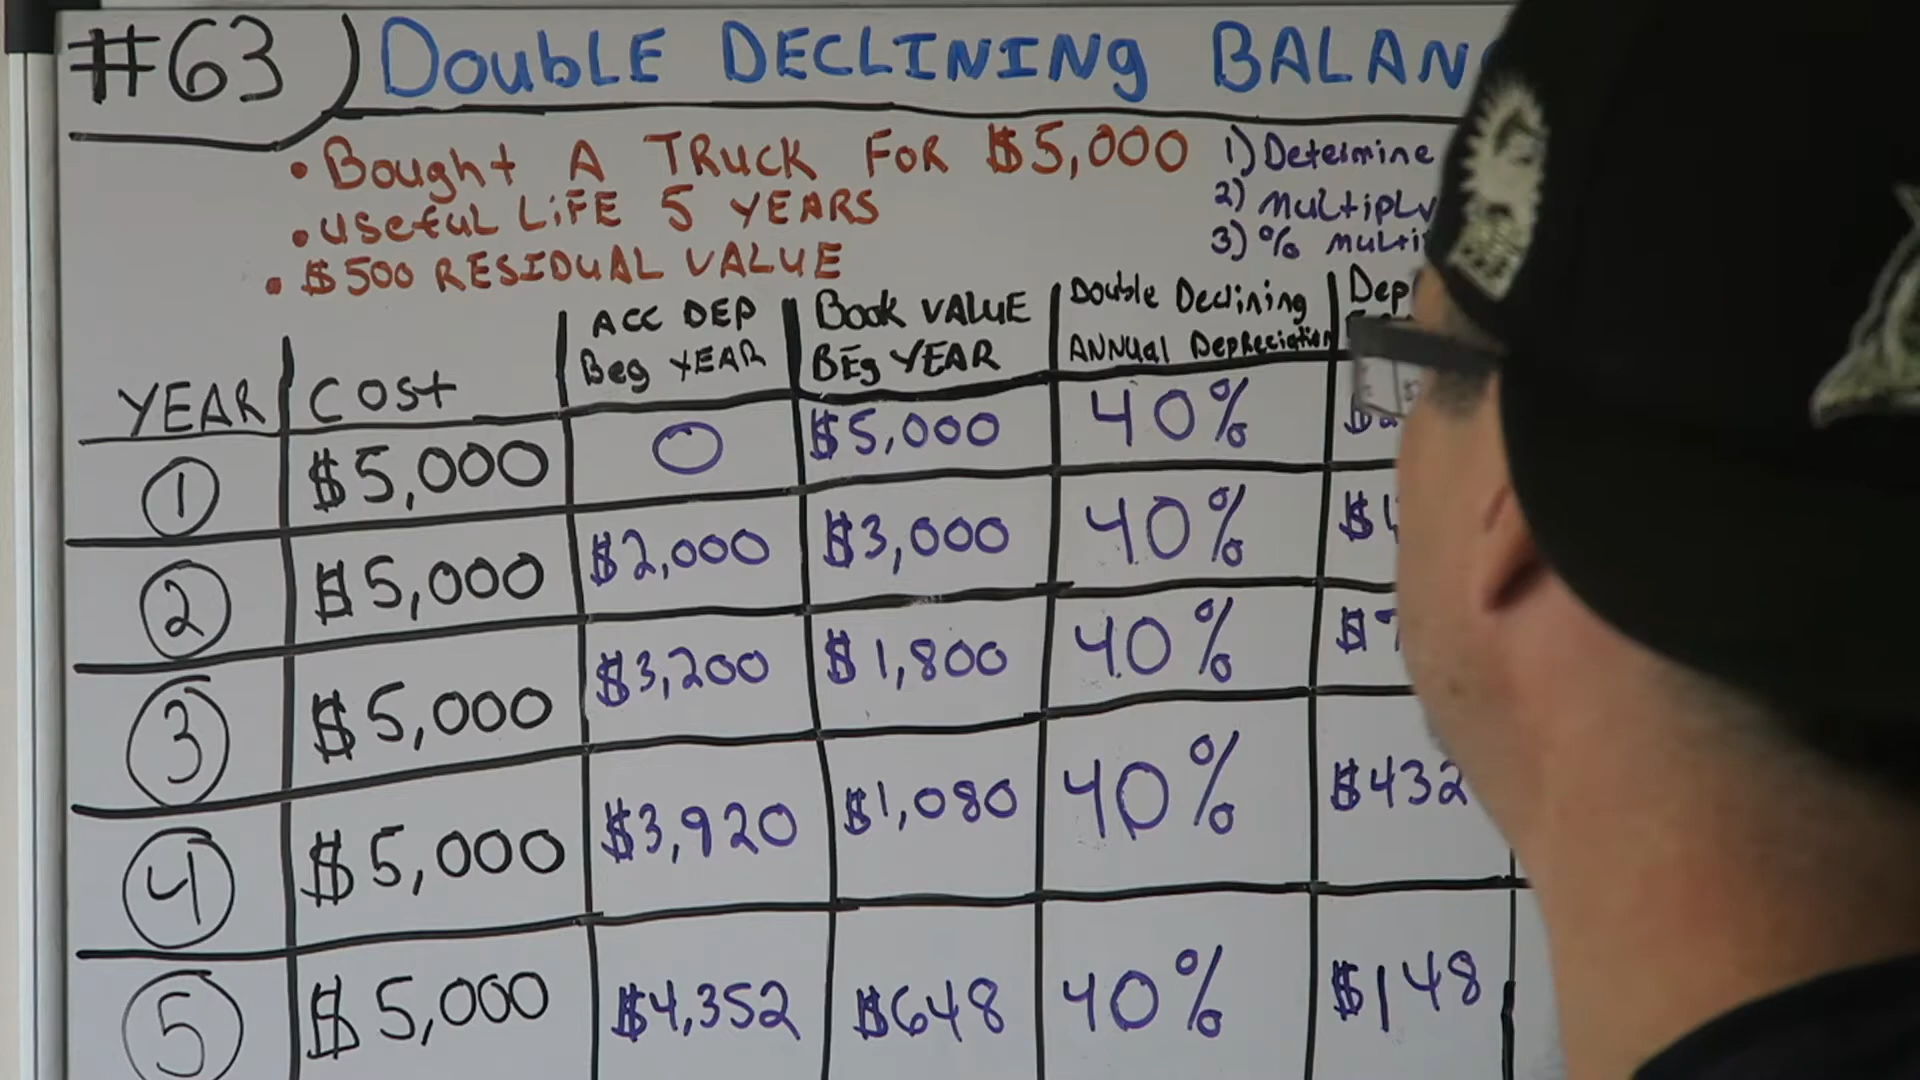 #63) Double DECLINING
• Bought A TRUCK FOR $5,000
• useful LiFE 5 YEARS
• $500 RESIDUAL VALUE
1) Determine
2) Multiply
3) %
YEAR
Cost
ACC DEP
Beg YEAR
Book VALUE
BEg YEAR
Double Declining
ANNUAL Depreciation
1 $5,000 0 $5,000 40%
2 $5,000 $2,000 $3,000 40%
3 $5,000 $3,200 $1,800 40%
4 $5,000 $3,920 $1,080 40% $432
5 $5,000 $4,352 $648 40% $148